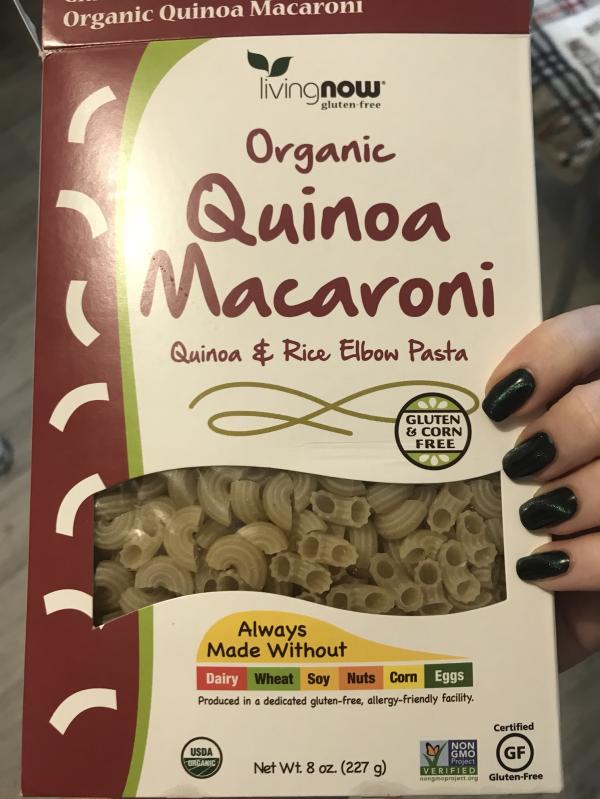 Organic Quinoa Macaroni
livingnow®
gluten-free
Organic
Quinoa
Macaroni
Quinoa & Rice Elbow Pasta
GLUTEN
& CORN
FREE
Always
Made Without
Dairy Wheat Soy Nuts Corn Eggs
Produced in a dedicated gluten-free, allergy-friendly facility.
USDA
ORGANIC
Net Wt. 8 oz. (227 g)
NON
GMO
Project
VERIFIED
nongmoproject.org
Certified
GF
Gluten-Free